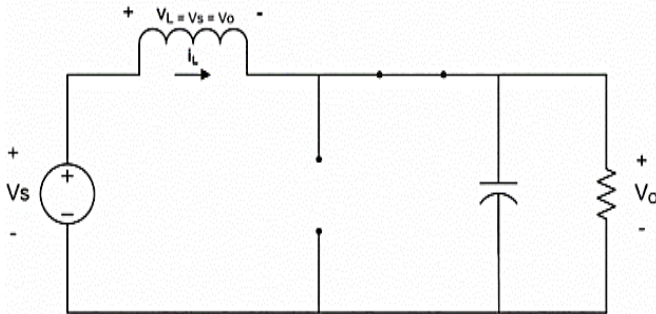 + V_L = Vs = Vo -
i_L
+
Vs
-
+
-
+
Vo
-